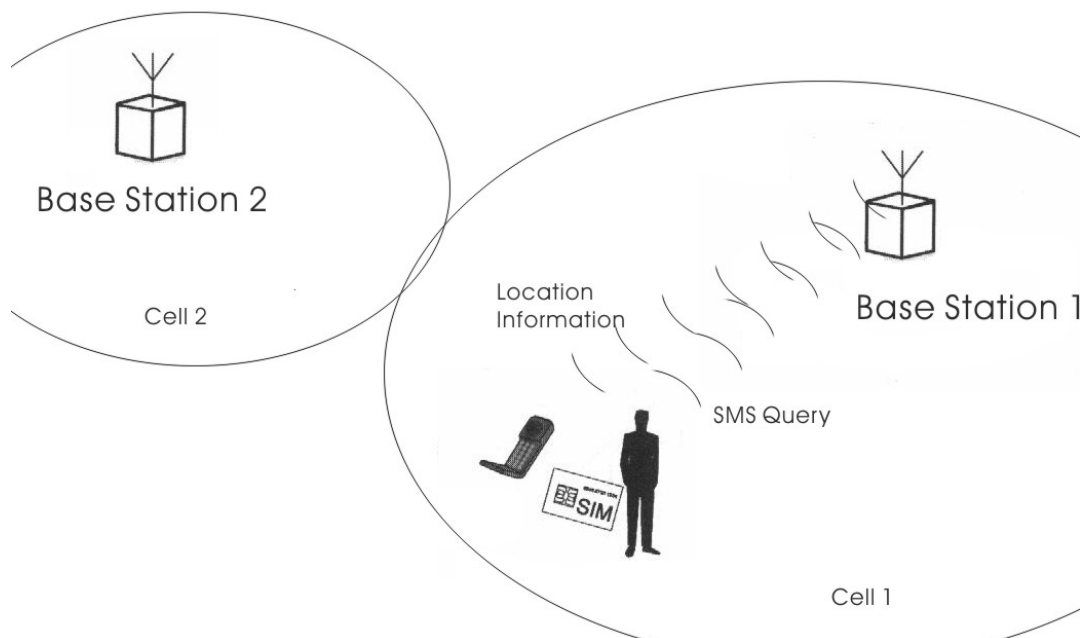 Base Station 2
Cell 2
Location
Information
Base Station 1
SMS Query
SIM
Cell 1